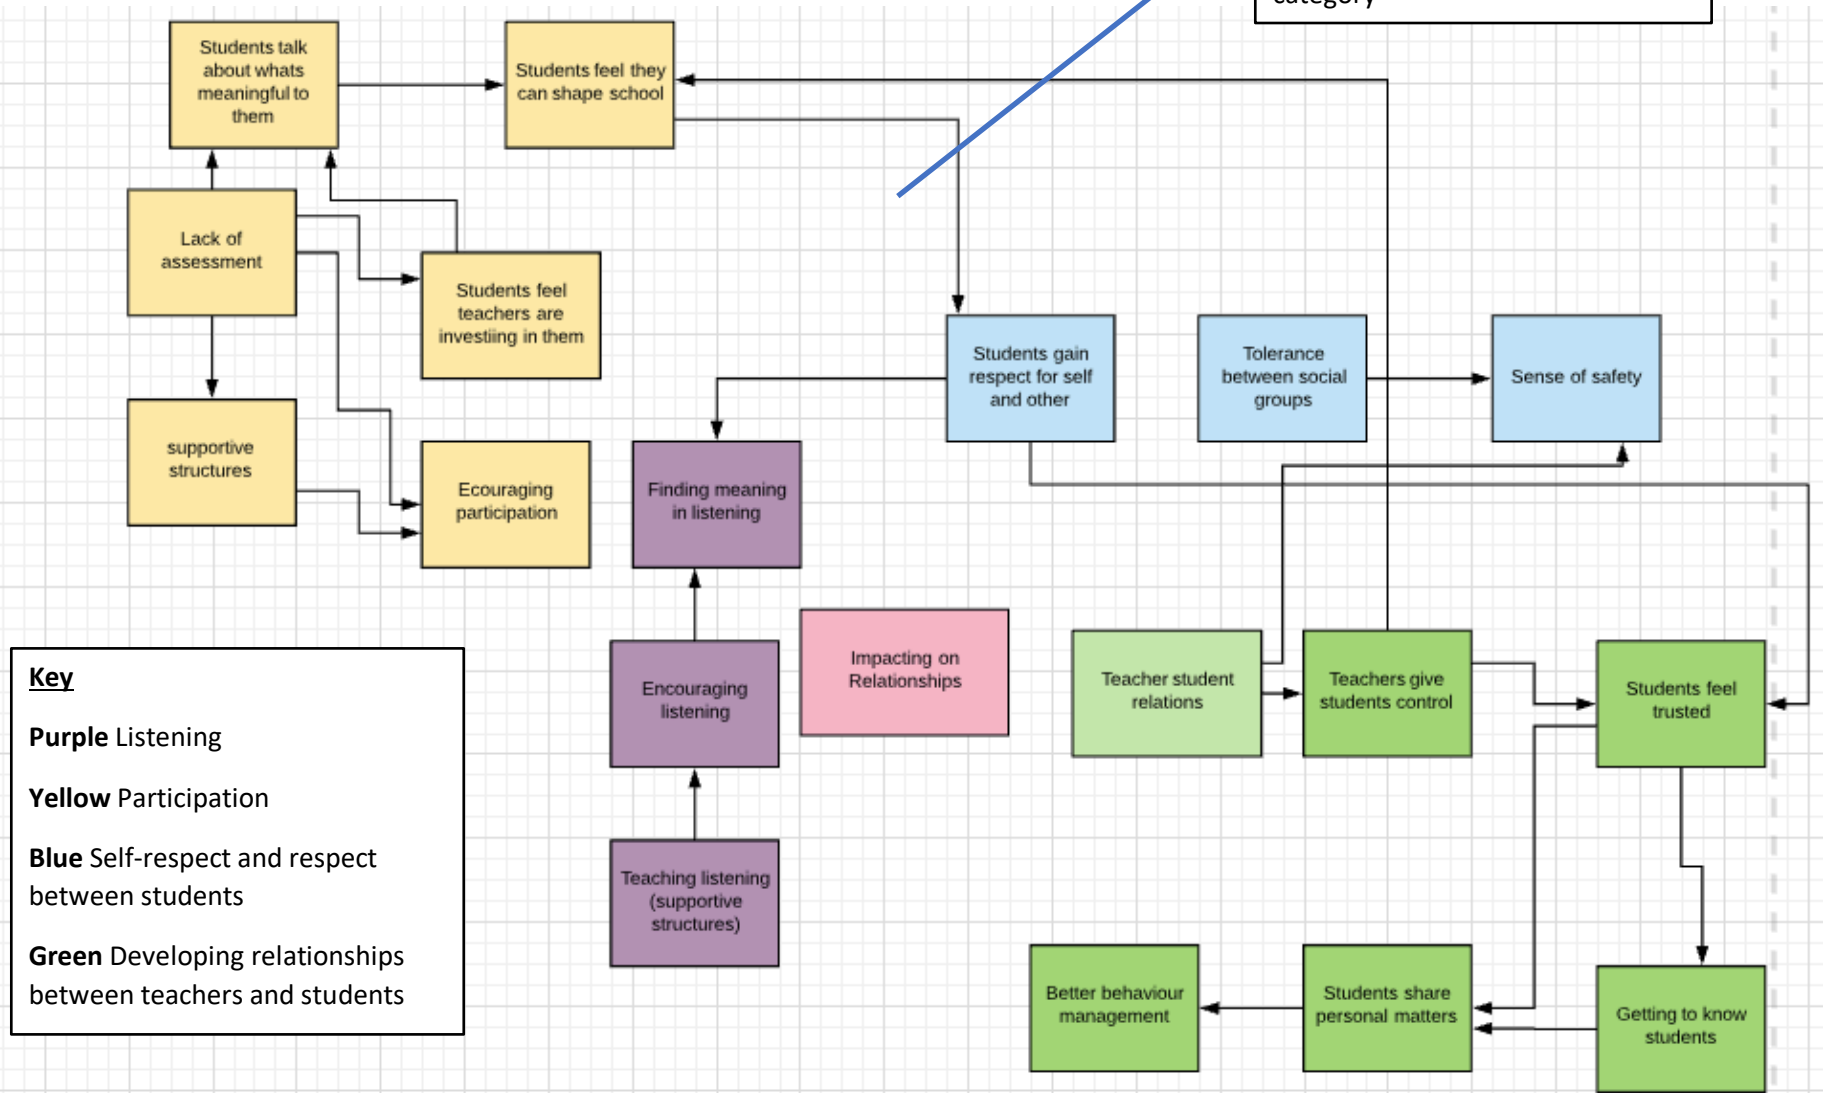 category
Students talk
about whats
meaningful to
them
Students feel they
can shape school
Lack of
assessment
Students feel
teachers are
investiing in them
supportive
structures
Ecouraging
participation
Students gain
respect for self
and other
Tolerance
between social
groups
Sense of safety
Finding meaning
in listening
Encouraging
listening
Teaching listening
(supportive
structures)
Impacting on
Relationships
Teacher student
relations
Teachers give
students control
Students feel
trusted
Better behaviour
management
Students share
personal matters
Getting to know
students
Key
Purple Listening
Yellow Participation
Blue Self-respect and respect
between students
Green Developing relationships
between teachers and students